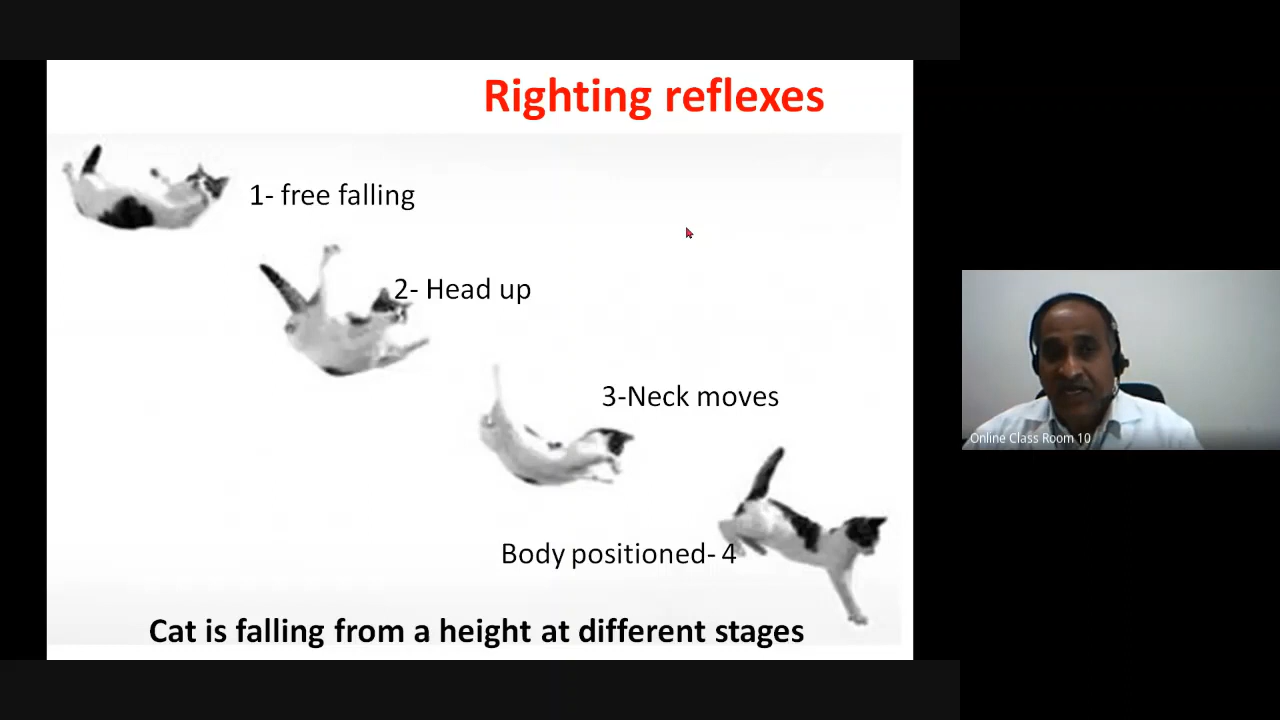 Righting reflexes
1- free falling
2- Head up
3-Neck moves
Body positioned- 4
Cat is falling from a height at different stages
Online Class Room 10